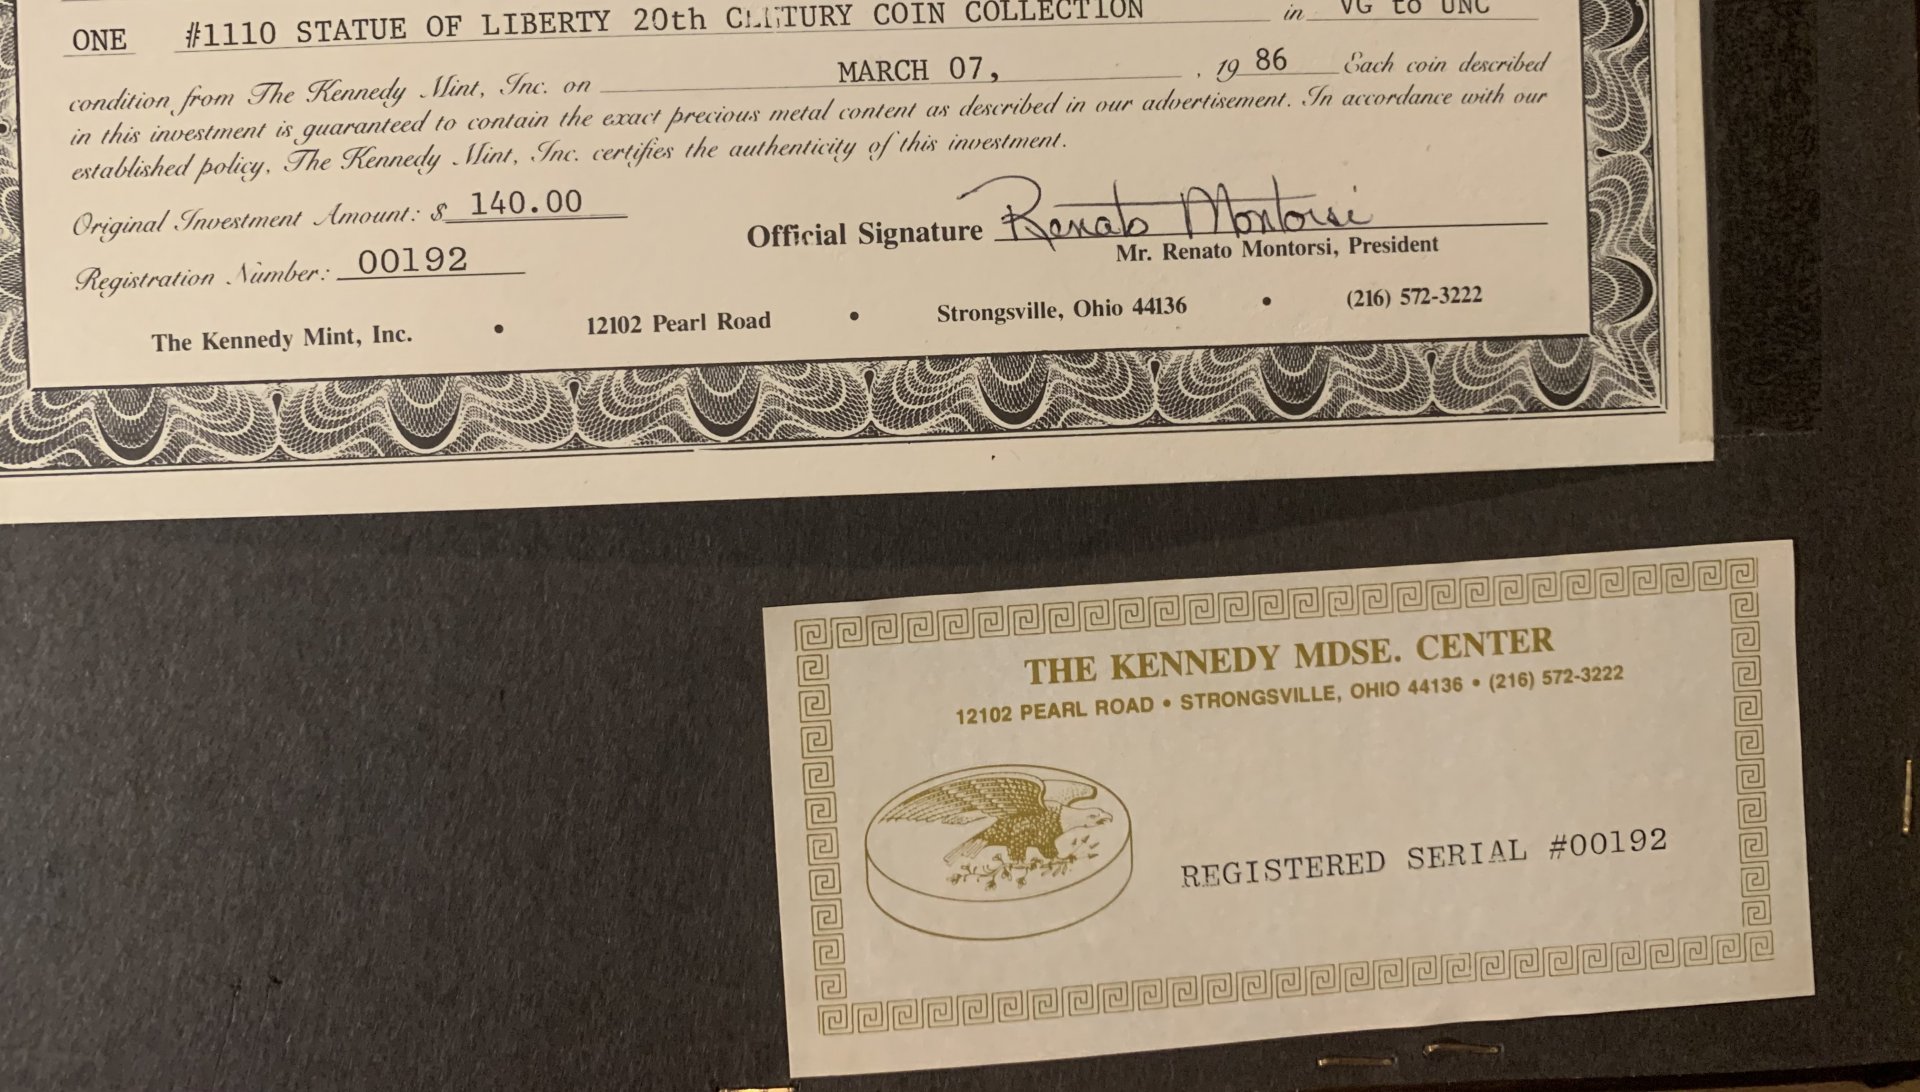 ONE #1110 STATUE OF LIBERTY 20th CENTURY COIN COLLECTION in VG to UNC
condition from The Kennedy Mint, Inc. on MARCH 07, , 19 86 Each coin described
in this investment is guaranteed to contain the exact precious metal content as described in our advertisement. In accordance with our
established policy, The Kennedy Mint, Inc. certifies the authenticity of this investment.
Original Investment Amount: $ 140.00
Official Signature Renato Montorsi
Mr. Renato Montorsi, President
Registration Number: 00192
The Kennedy Mint, Inc. • 12102 Pearl Road • Strongsville, Ohio 44136 • (216) 572-3222
THE KENNEDY MDSE. CENTER
12102 PEARL ROAD • STRONGSVILLE, OHIO 44136 • (216) 572-3222
REGISTERED SERIAL #00192